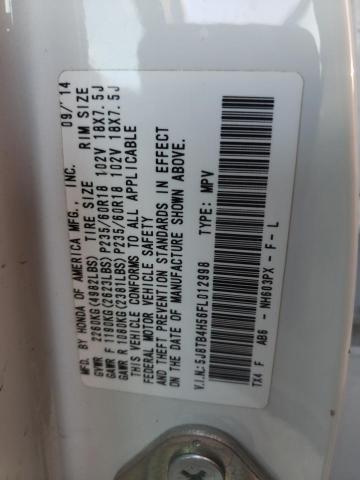 MFD. BY HONDA OF AMERICA MFG., INC. 09/'14
TIRE SIZE RIM SIZE
GVWR 2260KG(4982LBS)
GAWR F 1190KG(2623LBS) P235/60R18 102V 18X7.5J
GAWR R 1080KG(2381LBS) P235/60R18 102V 18X7.5J
THIS VEHICLE CONFORMS TO ALL APPLICABLE
FEDERAL MOTOR VEHICLE SAFETY
AND THEFT PREVENTION STANDARDS IN EFFECT
ON THE DATE OF MANUFACTURE SHOWN ABOVE.
V.I.N.:5J8TB4H56FL012998 TYPE: MPV
TX4 F AB6 - NH603PX - F - L